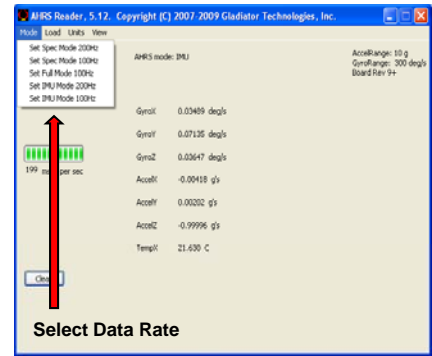 AHRS Reader, 5.12. Copyright (C) 2007-2009 Gladiator Technologies, Inc.
Mode Load Units View
Set Spec Mode 200Hz
Set Spec Mode 100Hz
Set Full Mode 100Hz
Set IMU Mode 200Hz
Set IMU Mode 100Hz
AHRS mode: IMU
AccelRange: 10 g
GyroRange: 300 deg/s
Board Rev 9+
GyroX 0.03489 deg/s
GyroY 0.07135 deg/s
GyroZ 0.03647 deg/s
199 per sec
AccelX -0.00418 g's
AccelY 0.00202 g's
AccelZ -0.99996 g's
TempX 21.630 C
Select Data Rate